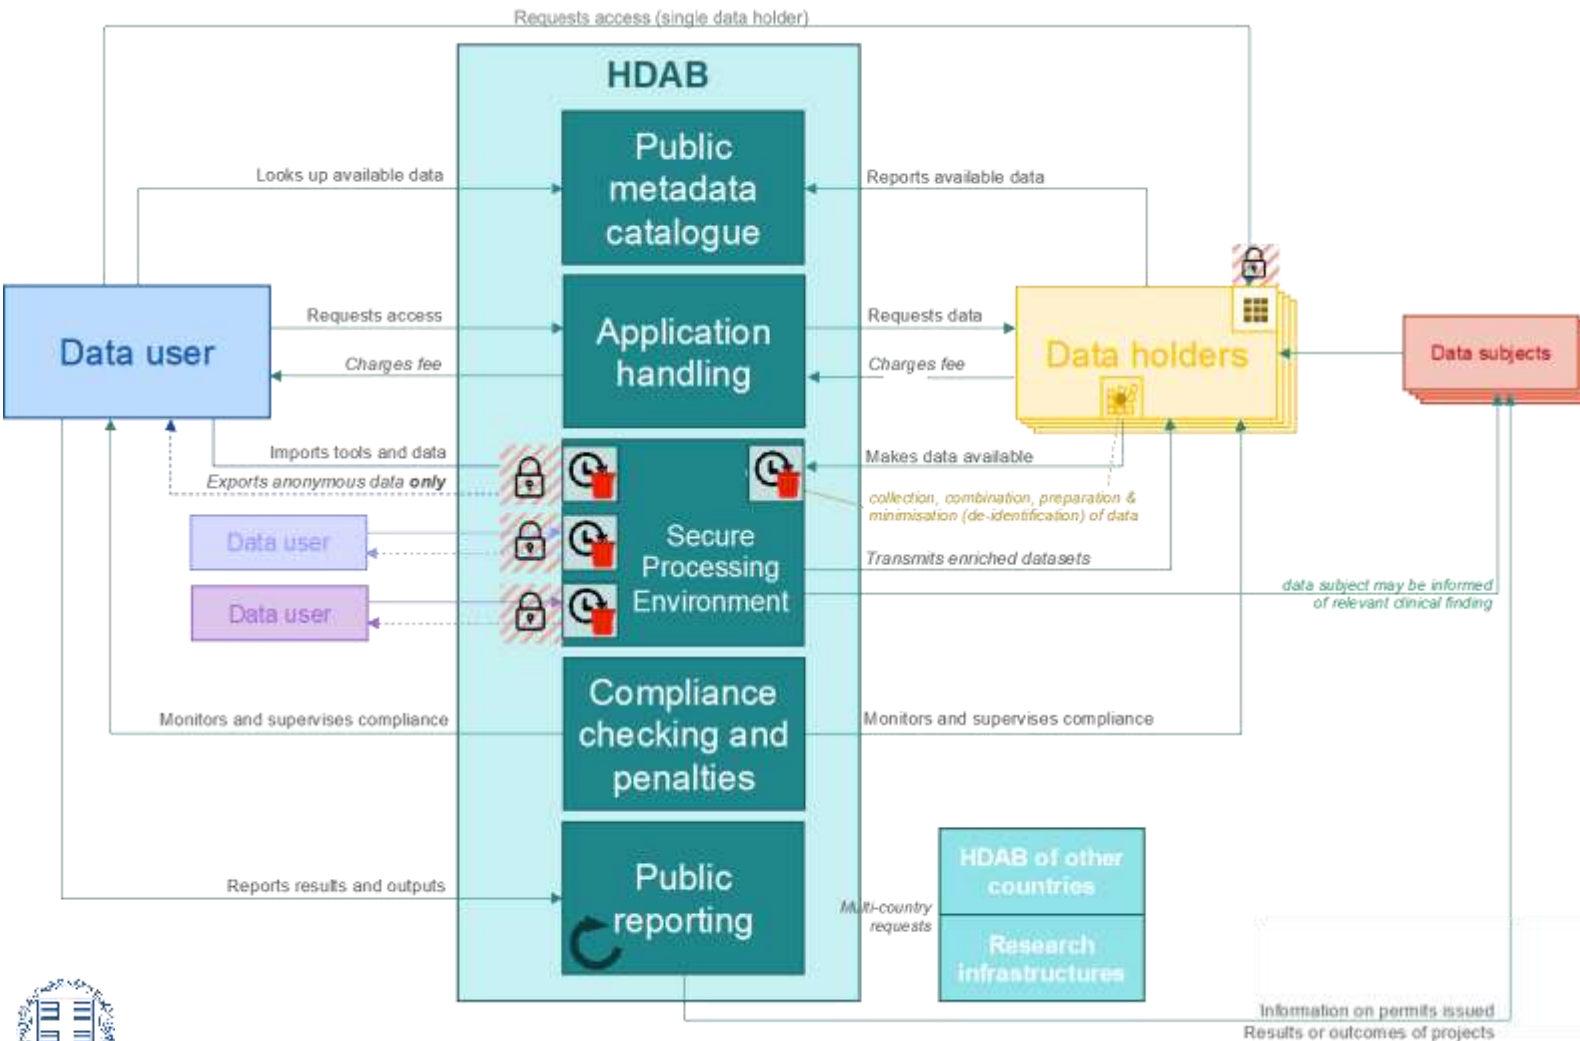 Requests access (single data holder)
HDAB
Public
metadata
catalogue
Looks up available data
Reports available data
Data user
Requests access
Charges fee
Application
handling
Requests data
Charges fee
Data holders
Data subjects
Imports tools and data
Exports anonymous data only
Makes data available
collection, combination, preparation &
minimisation (de-identification) of data
Data user
Data user
Secure
Processing
Environment
Transmits enriched datasets
data subject may be informed
of relevant clinical finding
Compliance
checking and
penalties
Monitors and supervises compliance
Monitors and supervises compliance
Public
reporting
Reports results and outputs
Multi-country
requests
HDAB of other
countries
Research
infrastructures
Information on permits issued
Results or outcomes of projects